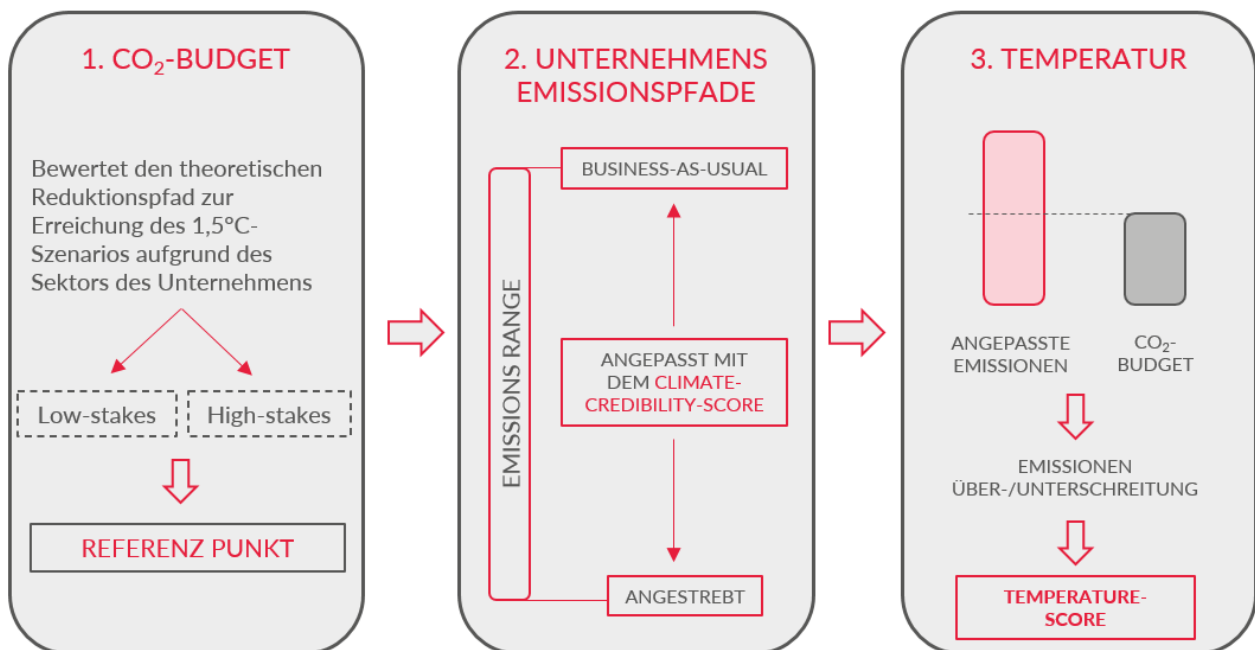 1. CO₂-BUDGET
Bewertet den theoretischen
Reduktionspfad zur
Erreichung des 1,5°C-
Szenarios aufgrund des
Sektors des Unternehmens
Low-stakes
High-stakes
REFERENZ PUNKT
2. UNTERNEHMENS
EMISSIONSPFADE
EMISSIONS RANGE
BUSINESS-AS-USUAL
ANGEPASST MIT
DEM CLIMATE-
CREDIBILITY-SCORE
ANGESTREBT
3. TEMPERATUR
ANGEPASSTE
EMISSIONEN
CO₂-
BUDGET
EMISSIONEN
ÜBER-/UNTERSCHREITUNG
TEMPERATURE-
SCORE